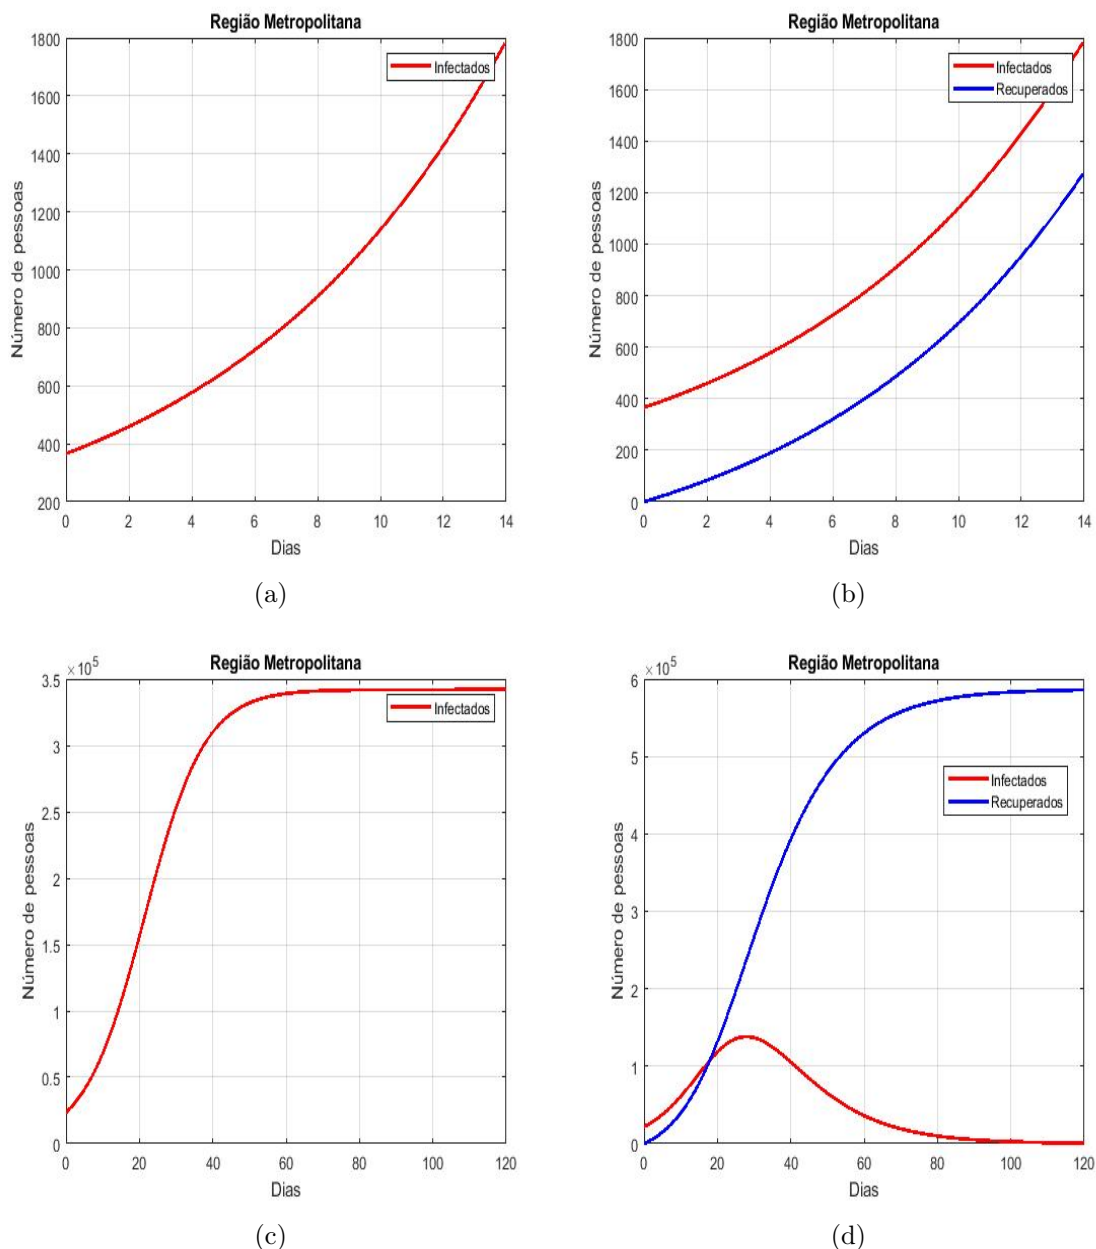 Região Metropolitana
1800
1600
1400
1200
1000
800
600
400
200
0 2 4 6 8 10 12 14
Número de pessoas
Dias
Infectados
(a)
Região Metropolitana
1800
1600
1400
1200
1000
800
600
400
200
0
0 2 4 6 8 10 12 14
Número de pessoas
Dias
Infectados
Recuperados
(b)
Região Metropolitana
×10⁵
3.5
3
2.5
2
1.5
1
0.5
0
0 20 40 60 80 100 120
Número de pessoas
Dias
Infectados
(c)
Região Metropolitana
×10⁵
6
5
4
3
2
1
0
0 20 40 60 80 100 120
Número de pessoas
Dias
Infectados
Recuperados
(d)